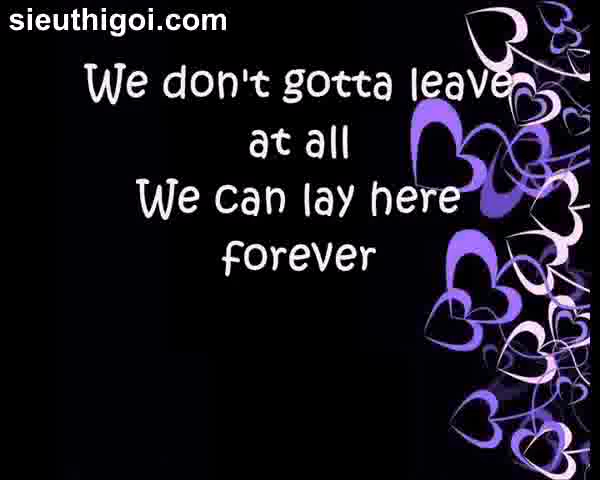 sieuthigoi.com
We don't gotta leave
at all
We can lay here
forever